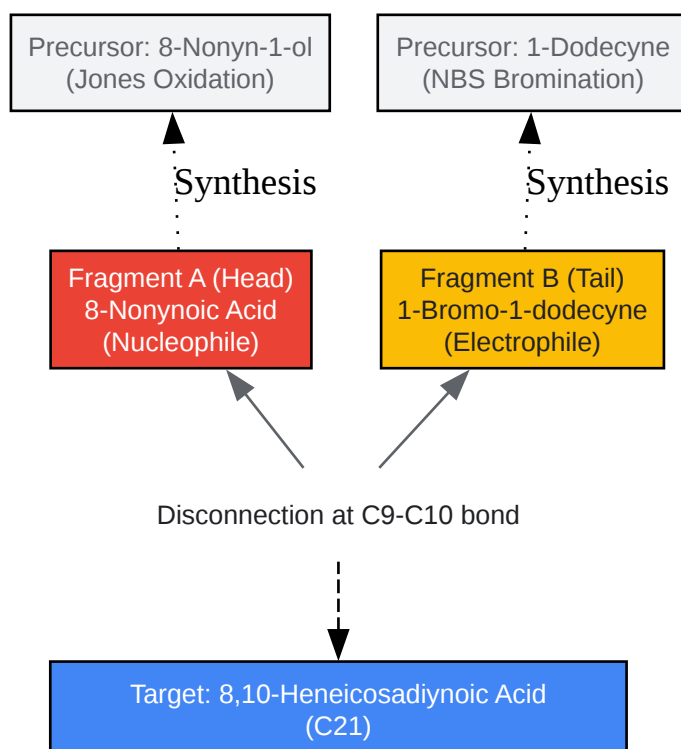 Precursor: 8-Nonyn-1-ol
(Jones Oxidation)
Precursor: 1-Dodecyne
(NBS Bromination)
Synthesis
Synthesis
Fragment A (Head)
8-Nonynoic Acid
(Nucleophile)
Fragment B (Tail)
1-Bromo-1-dodecyne
(Electrophile)
Disconnection at C9-C10 bond
Target: 8,10-Heneicosadiynoic Acid
(C21)